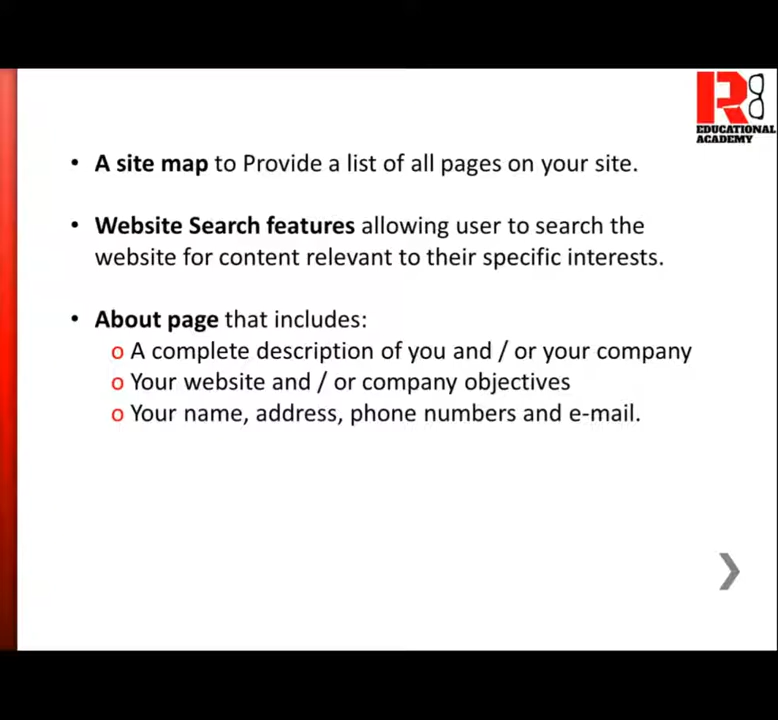 R
EDUCATIONAL
ACADEMY
• A site map to Provide a list of all pages on your site.
• Website Search features allowing user to search the
website for content relevant to their specific interests.
• About page that includes:
o A complete description of you and / or your company
o Your website and / or company objectives
o Your name, address, phone numbers and e-mail.